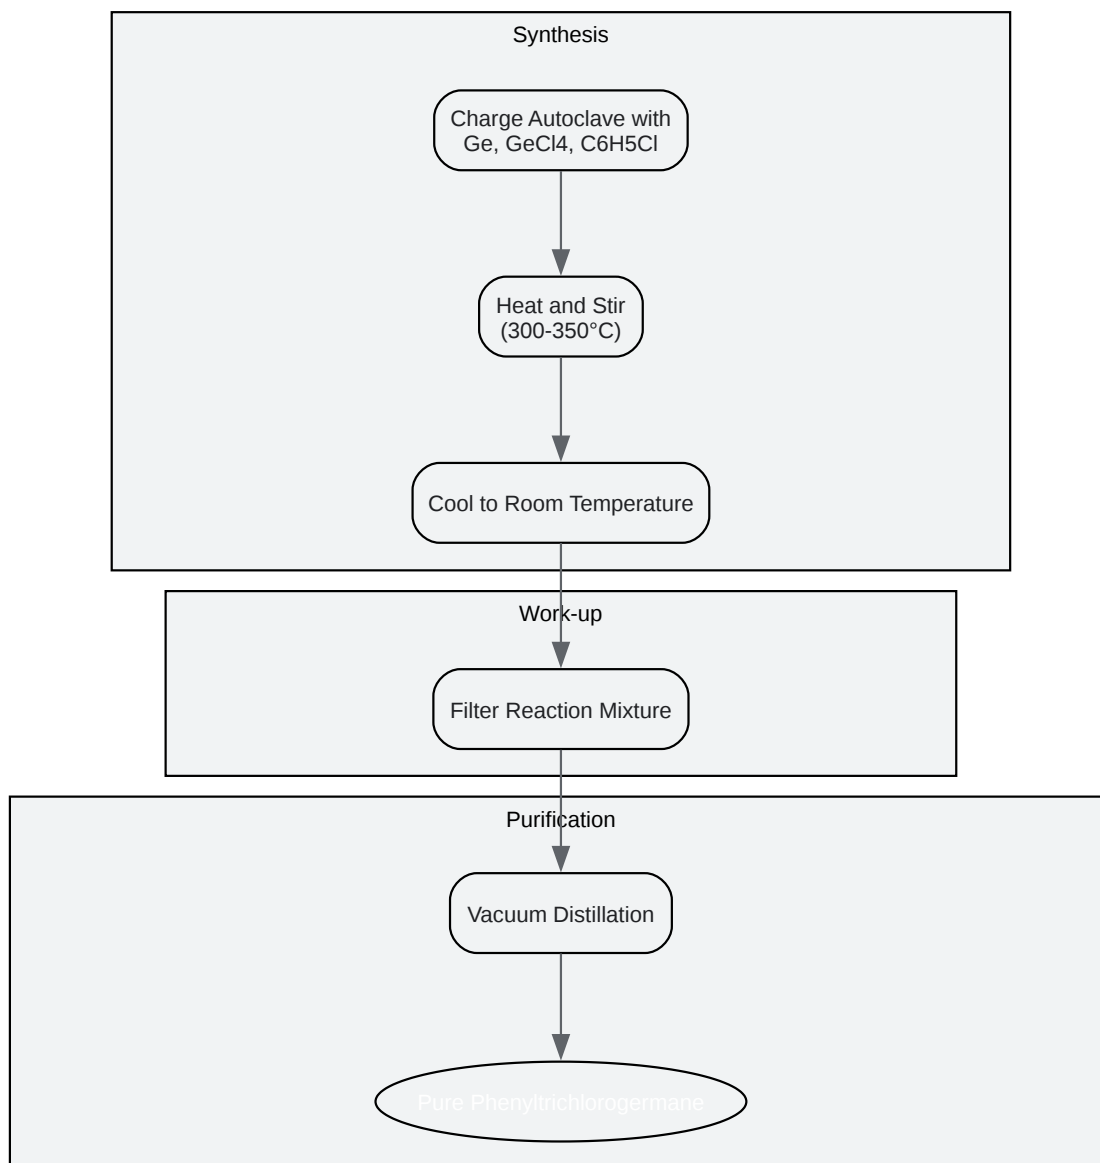 Synthesis
Charge Autoclave with
Ge, GeCl4, C6H5Cl
Heat and Stir
(300-350°C)
Cool to Room Temperature
Work-up
Filter Reaction Mixture
Purification
Vacuum Distillation
Pure Phenyltrichlorogermane